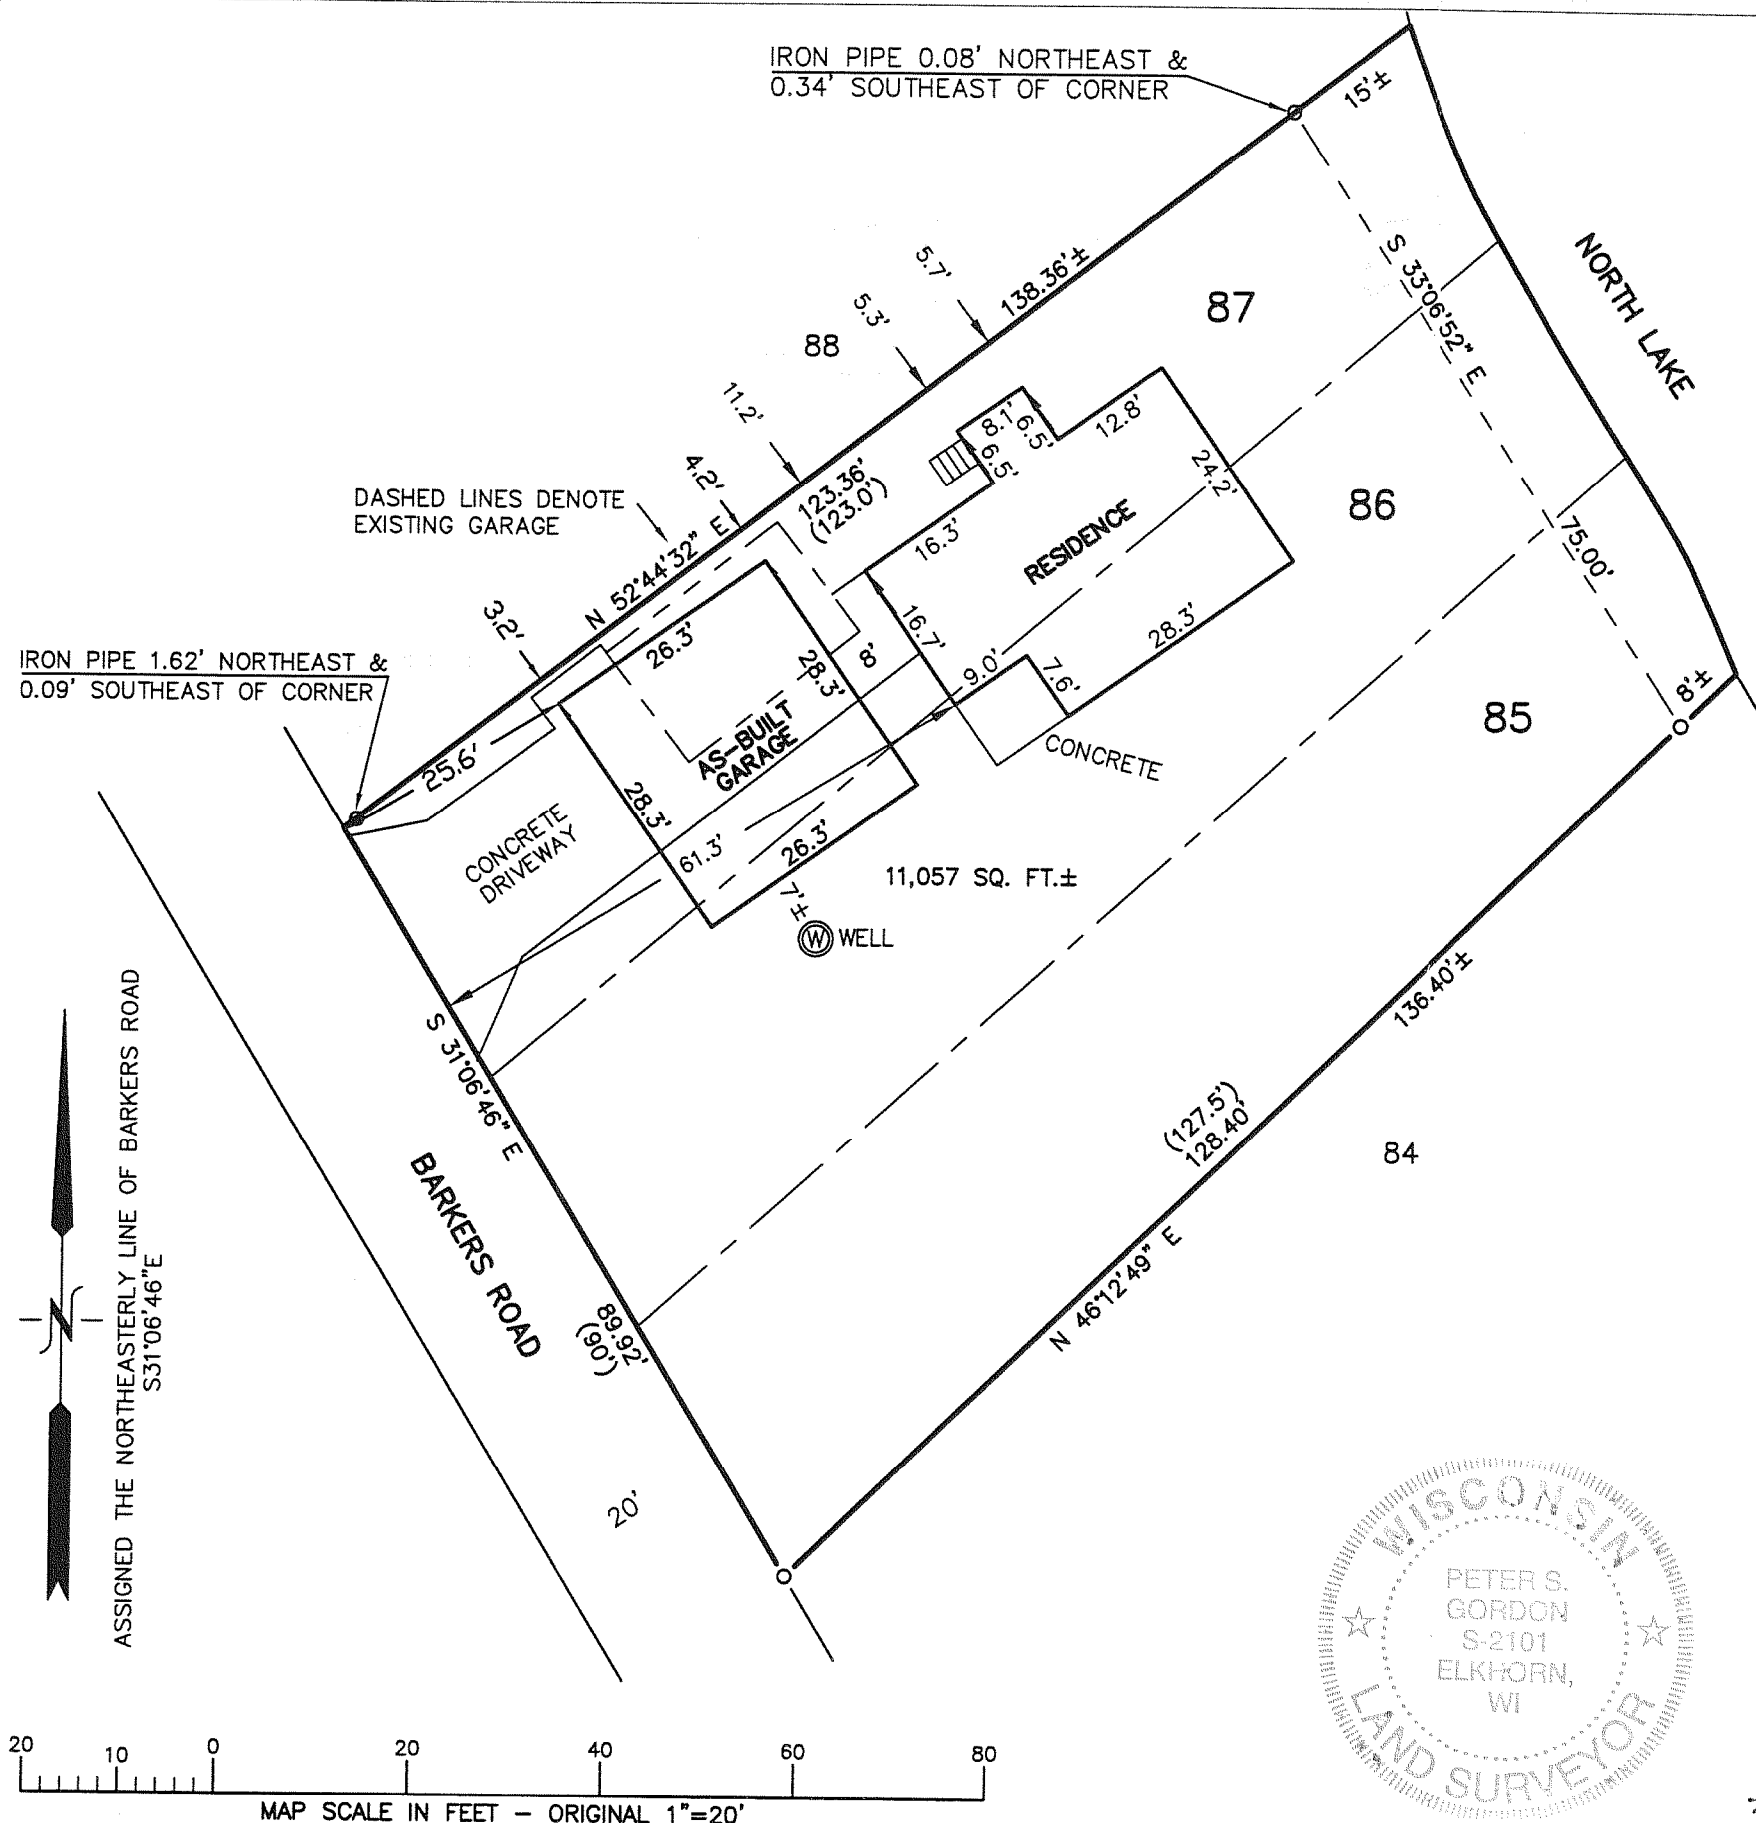 IRON PIPE 0.08' NORTHEAST &
0.34' SOUTHEAST OF CORNER
15'±
S 33°06'52" E
NORTH LAKE
5.7'
138.36'±
87
5.3'
88
11.2'
8.1'
6.5'
12.8'
6.5'
24.2'
4.2'
123.36'
(123.0')
DASHED LINES DENOTE
EXISTING GARAGE
86
RESIDENCE
16.3'
75.00'
N 52°44'32" E
3.2'
26.3'
16.7'
28.3'
8'
9.0'
7.6'
IRON PIPE 1.62' NORTHEAST &
0.09' SOUTHEAST OF CORNER
28.3'
8'±
85
AS-BUILT
GARAGE
CONCRETE
25.6'
28.3'
CONCRETE
DRIVEWAY
61.3'
26.3'
11,057 SQ. FT.±
7'±
W WELL
136.40'±
S 31°06'46" E
(127.5')
128.40'
84
BARKERS ROAD
N 46°12'49" E
89.92'
(90')
ASSIGNED THE NORTHEASTERLY LINE OF BARKERS ROAD
S31°06'46"E
N
20'
WISCONSIN
PETER S.
GORDON
S-2101
ELKHORN,
WI
LAND SURVEYOR
20 10 0 20 40 60 80
MAP SCALE IN FEET – ORIGINAL 1"=20'